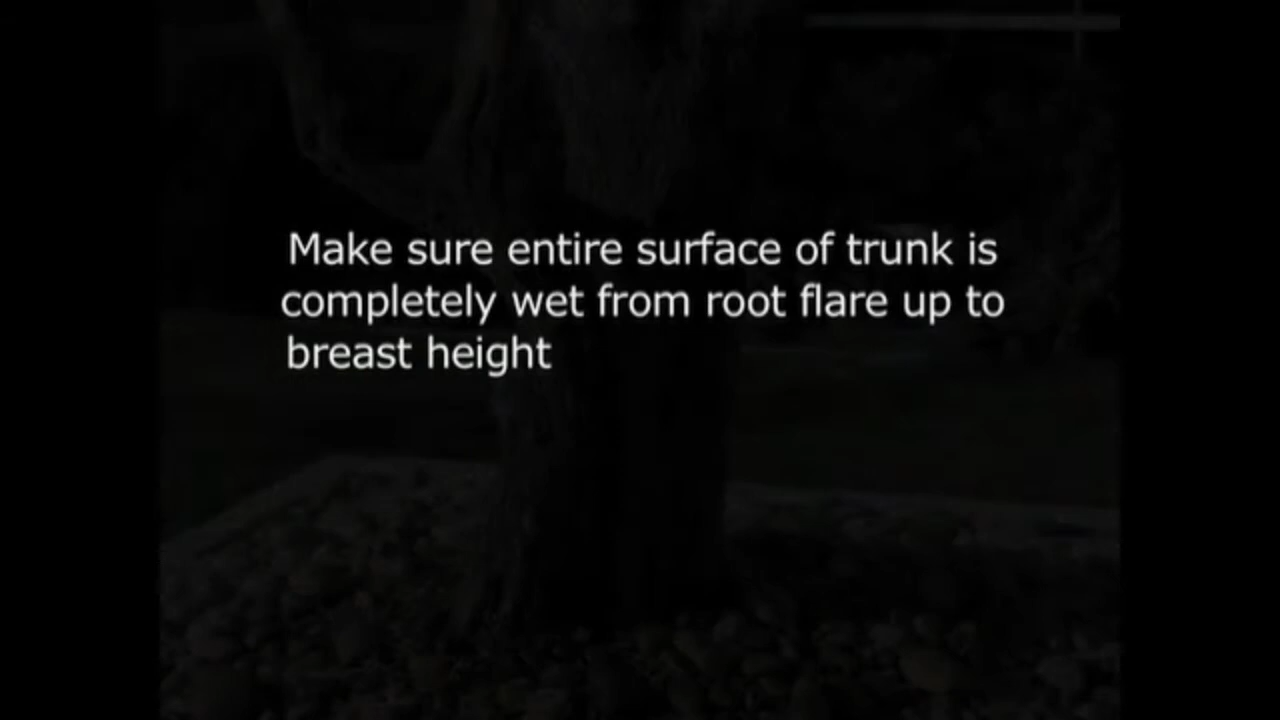 Make sure entire surface of trunk is
completely wet from root flare up to
breast height